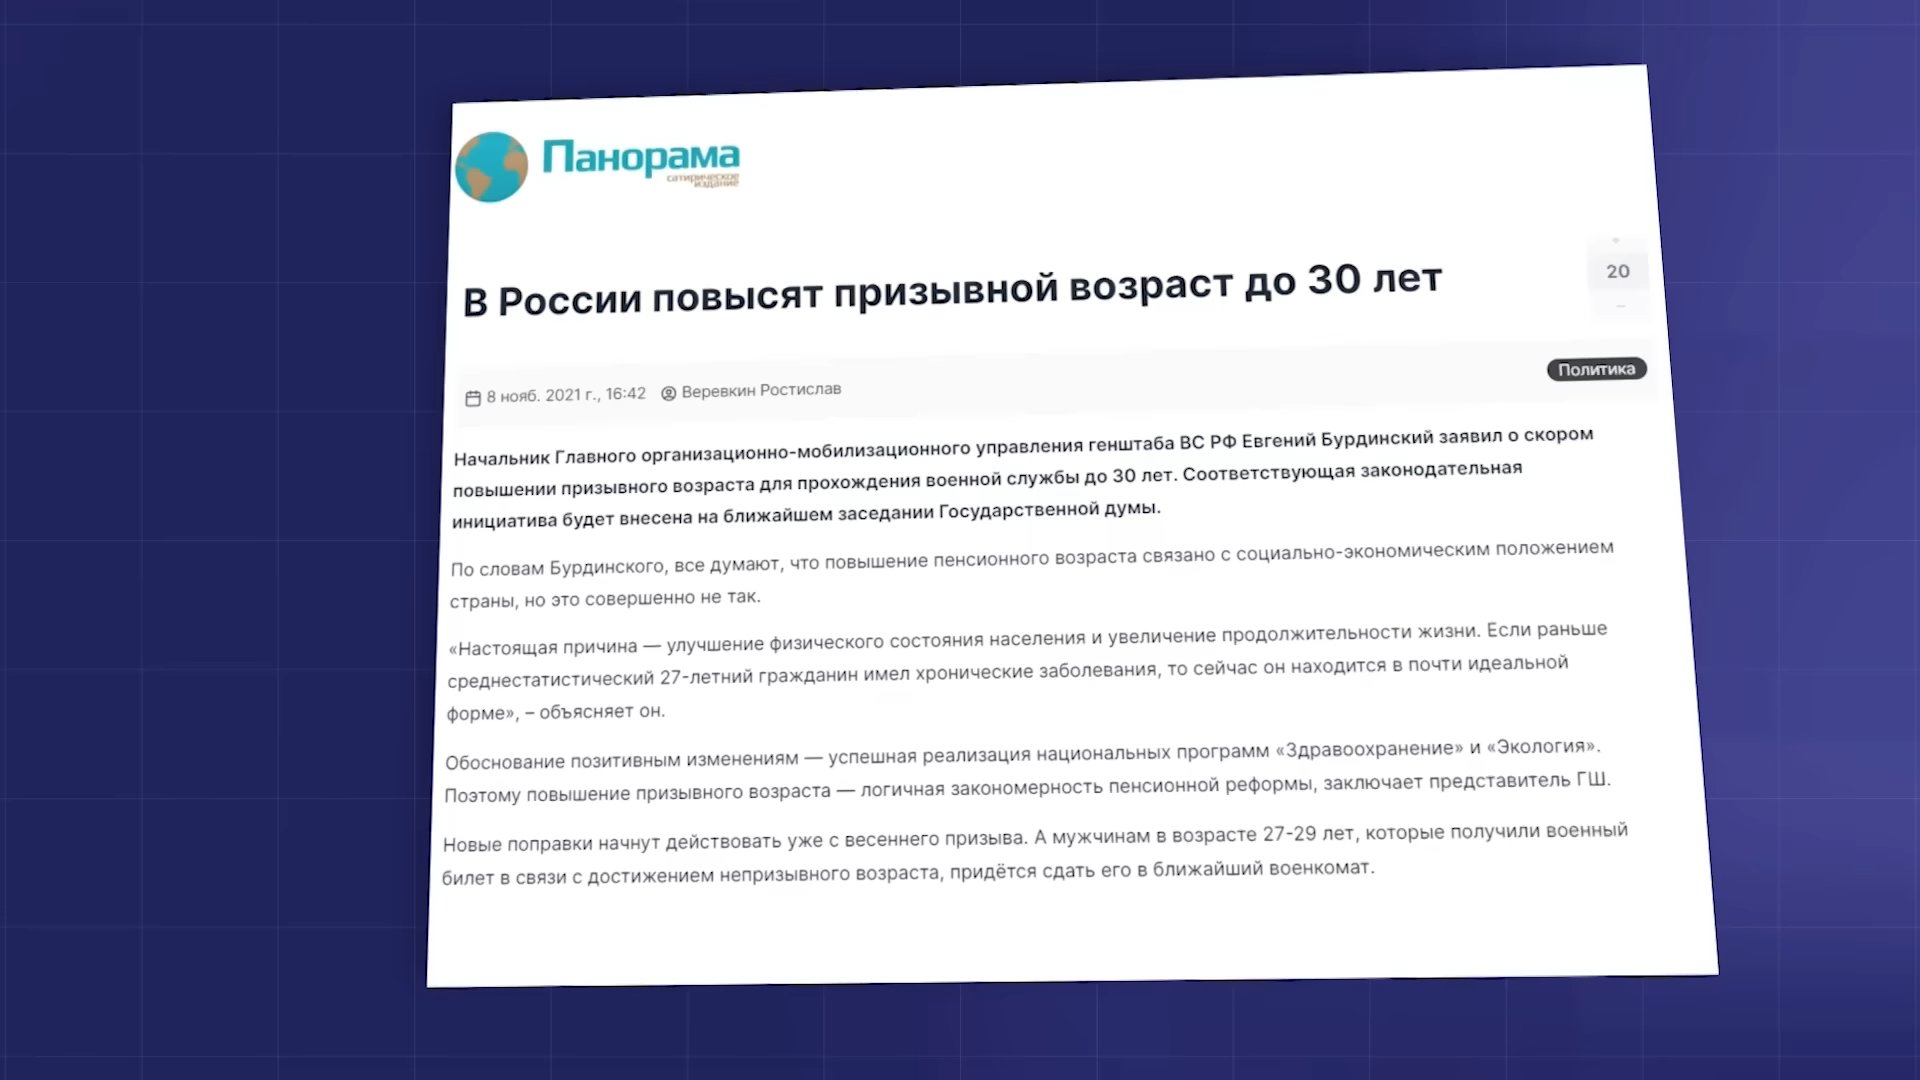 Панорама
сатирическое
издание
В России повысят призывной возраст до 30 лет
20
8 нояб. 2021 г., 16:42 Веревкин Ростислав
Политика
Начальник Главного организационно-мобилизационного управления генштаба ВС РФ Евгений Бурдинский заявил о скором
повышении призывного возраста для прохождения военной службы до 30 лет. Соответствующая законодательная
инициатива будет внесена на ближайшем заседании Государственной думы.
По словам Бурдинского, все думают, что повышение пенсионного возраста связано с социально-экономическим положением
страны, но это совершенно не так.
«Настоящая причина — улучшение физического состояния населения и увеличение продолжительности жизни. Если раньше
среднестатистический 27-летний гражданин имел хронические заболевания, то сейчас он находится в почти идеальной
форме», – объясняет он.
Обоснование позитивным изменениям — успешная реализация национальных программ «Здравоохранение» и «Экология».
Поэтому повышение призывного возраста — логичная закономерность пенсионной реформы, заключает представитель ГШ.
Новые поправки начнут действовать уже с весеннего призыва. А мужчинам в возрасте 27-29 лет, которые получили военный
билет в связи с достижением непризывного возраста, придётся сдать его в ближайший военкомат.